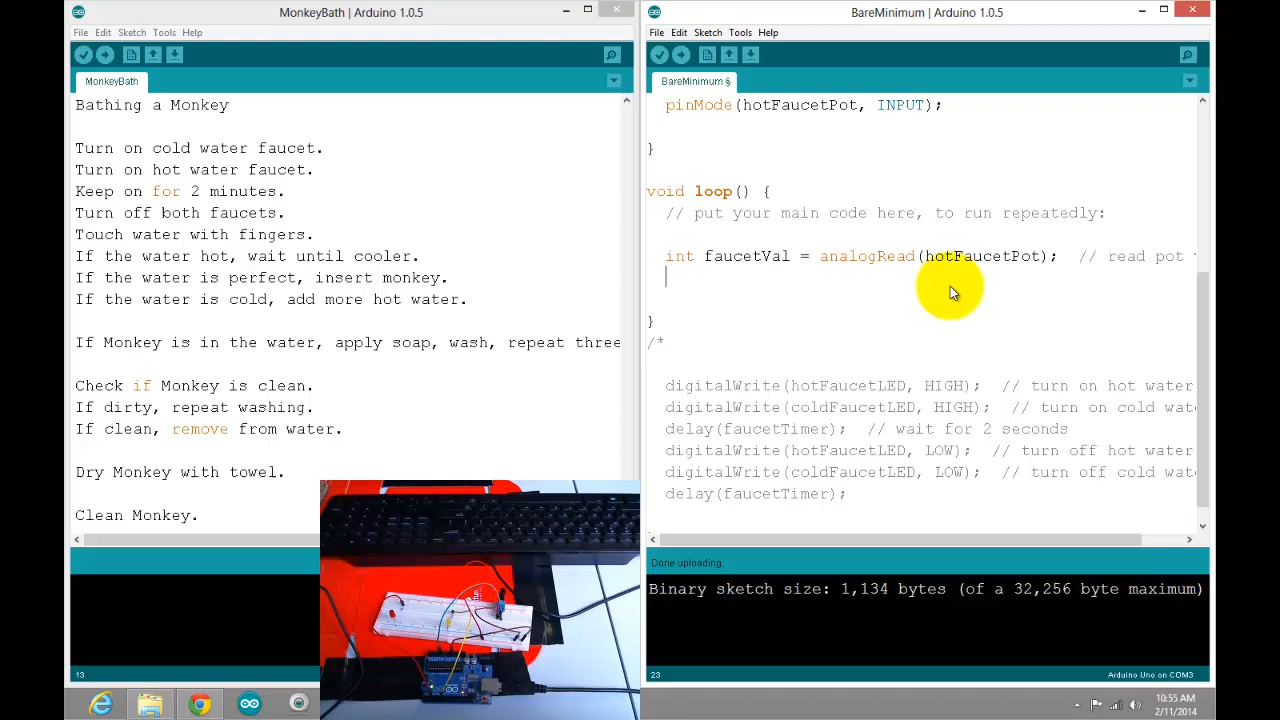 MonkeyBath | Arduino 1.0.5
File Edit Sketch Tools Help
MonkeyBath
Bathing a Monkey
Turn on cold water faucet.
Turn on hot water faucet.
Keep on for 2 minutes.
Turn off both faucets.
Touch water with fingers.
If the water hot, wait until cooler.
If the water is perfect, insert monkey.
If the water is cold, add more hot water.
If Monkey is in the water, apply soap, wash, repeat three
Check if Monkey is clean.
If dirty, repeat washing.
If clean, remove from water.
Dry Monkey with towel.
Clean Monkey.
13
BareMinimum | Arduino 1.0.5
File Edit Sketch Tools Help
BareMinimum §
pinMode(hotFaucetPot, INPUT);
}
void loop() {
// put your main code here, to run repeatedly:
int faucetVal = analogRead(hotFaucetPot); // read pot
}
/*
digitalWrite(hotFaucetLED, HIGH); // turn on hot water
digitalWrite(coldFaucetLED, HIGH); // turn on cold wat
delay(faucetTimer); // wait for 2 seconds
digitalWrite(hotFaucetLED, LOW); // turn off hot water
digitalWrite(coldFaucetLED, LOW); // turn off cold wat
delay(faucetTimer);
Done uploading.
Binary sketch size: 1,134 bytes (of a 32,256 byte maximum)
23
Arduino Uno on COM3
10:55 AM
2/11/2014